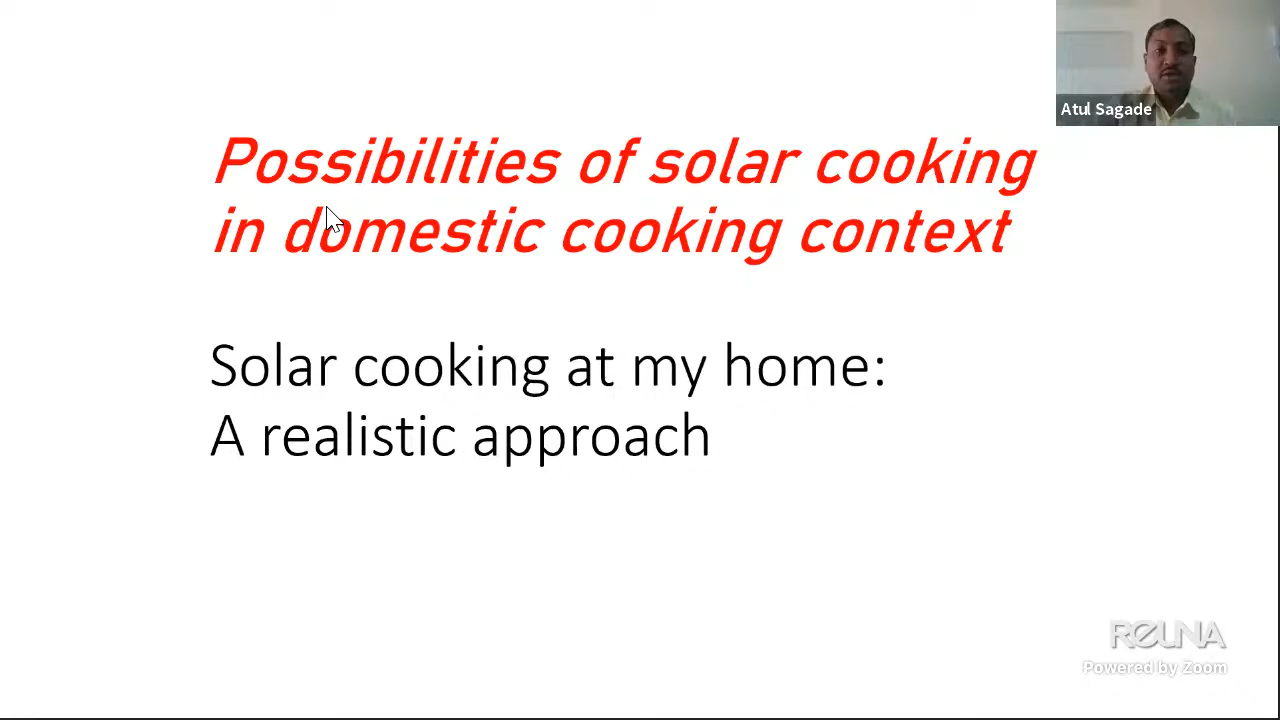 Atul Sagade
Possibilities of solar cooking
in domestic cooking context
Solar cooking at my home:
A realistic approach
REUNA
Powered by Zoom